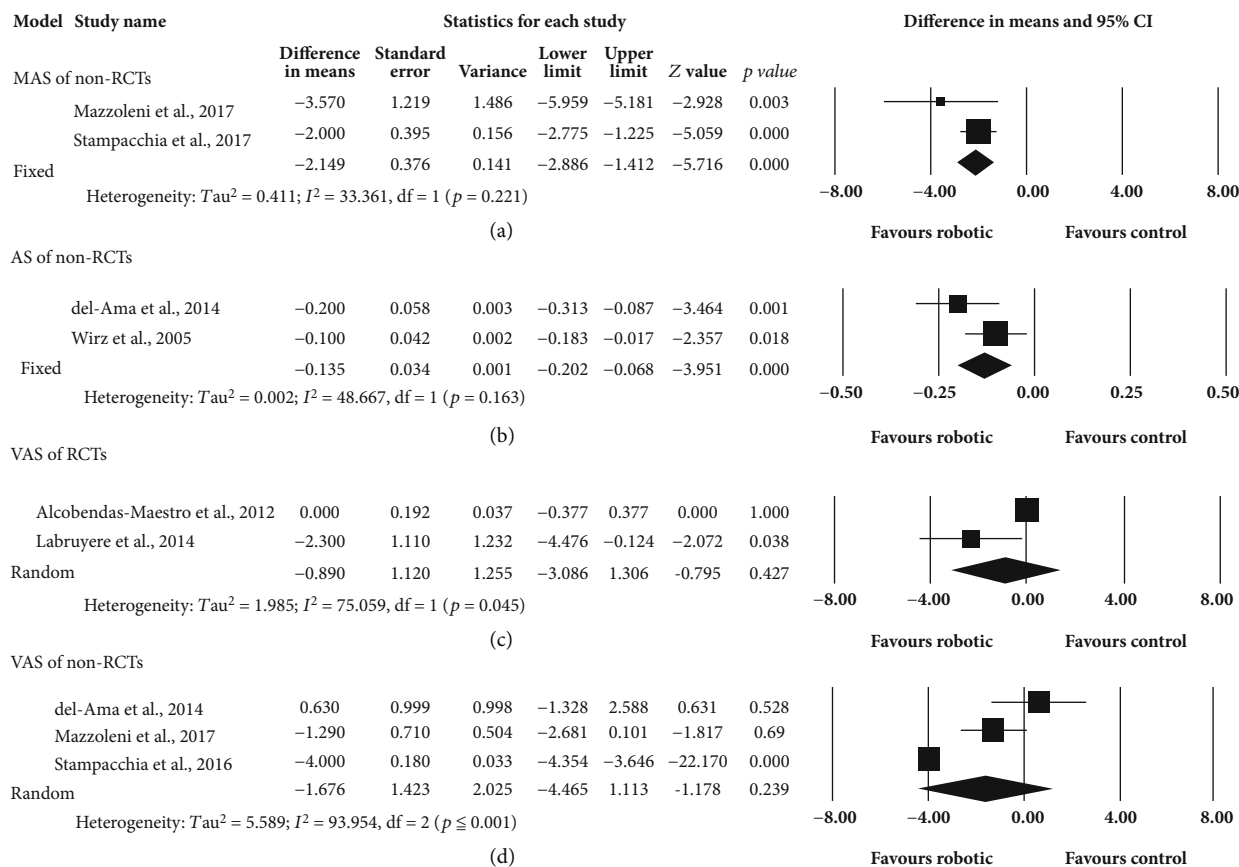 Model Study name Statistics for each study Difference in means and 95% CI
Difference in means Standard error Variance Lower limit Upper limit Z value p value
MAS of non-RCTs
Mazzoleni et al., 2017 −3.570 1.219 1.486 −5.959 −5.181 −2.928 0.003
Stampacchia et al., 2017 −2.000 0.395 0.156 −2.775 −1.225 −5.059 0.000
Fixed −2.149 0.376 0.141 −2.886 −1.412 −5.716 0.000
−8.00 −4.00 0.00 4.00 8.00
Heterogeneity: Tau² = 0.411; I² = 33.361, df = 1 (p = 0.221)
Favours robotic Favours control
(a)
AS of non-RCTs
del-Ama et al., 2014 −0.200 0.058 0.003 −0.313 −0.087 −3.464 0.001
Wirz et al., 2005 −0.100 0.042 0.002 −0.183 −0.017 −2.357 0.018
Fixed −0.135 0.034 0.001 −0.202 −0.068 −3.951 0.000
−0.50 −0.25 0.00 0.25 0.50
Heterogeneity: Tau² = 0.002; I² = 48.667, df = 1 (p = 0.163)
Favours robotic Favours control
(b)
VAS of RCTs
Alcobendas-Maestro et al., 2012 0.000 0.192 0.037 −0.377 0.377 0.000 1.000
Labruyere et al., 2014 −2.300 1.110 1.232 −4.476 −0.124 −2.072 0.038
Random −0.890 1.120 1.255 −3.086 1.306 -0.795 0.427
−8.00 −4.00 0.00 4.00 8.00
Heterogeneity: Tau² = 1.985; I² = 75.059, df = 1 (p = 0.045)
Favours robotic Favours control
(c)
VAS of non-RCTs
del-Ama et al., 2014 0.630 0.999 0.998 −1.328 2.588 0.631 0.528
Mazzoleni et al., 2017 −1.290 0.710 0.504 −2.681 0.101 −1.817 0.69
Stampacchia et al., 2016 −4.000 0.180 0.033 −4.354 −3.646 −22.170 0.000
Random −1.676 1.423 2.025 −4.465 1.113 -1.178 0.239
−8.00 −4.00 0.00 4.00 8.00
Heterogeneity: Tau² = 5.589; I² = 93.954, df = 2 (p ≦ 0.001)
Favours robotic Favours control
(d)